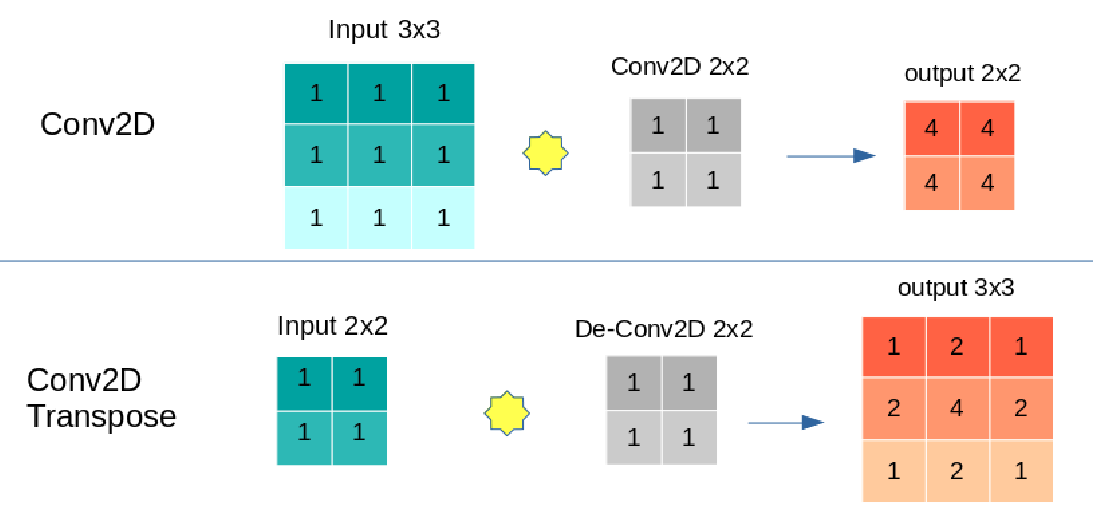 Input 3x3
Conv2D 2x2
output 2x2
Conv2D
1 1 1
1 1 1
1 1 1
1 1
1 1
4 4
4 4
output 3x3
Input 2x2
De-Conv2D 2x2
Conv2D
Transpose
1 1
1 1
1 1
1 1
1 2 1
2 4 2
1 2 1